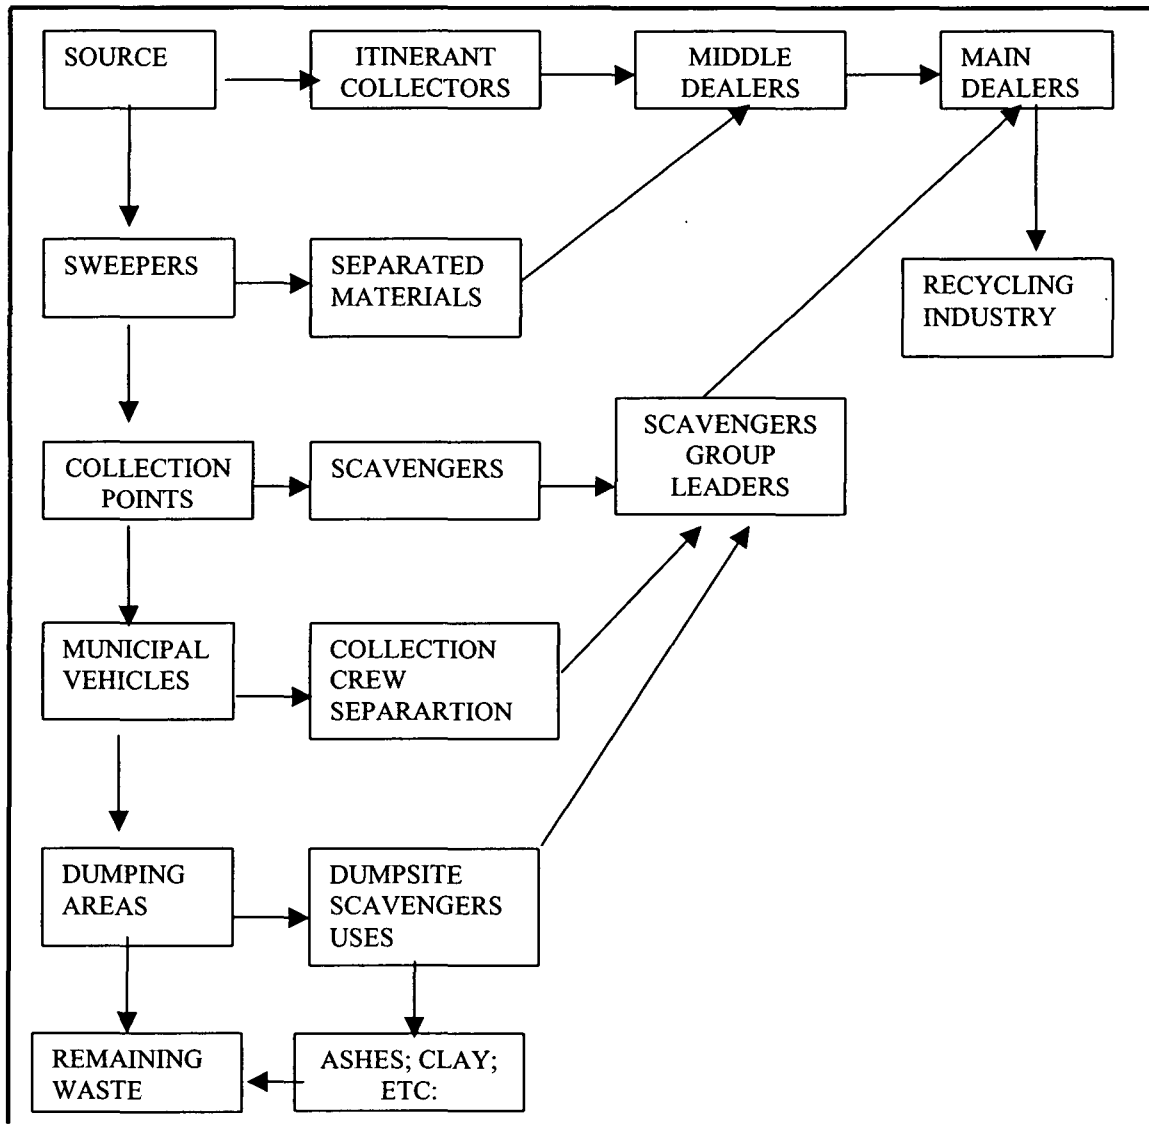 SOURCE
ITINERANT
COLLECTORS
MIDDLE
DEALERS
MAIN
DEALERS
SWEEPERS
SEPARATED
MATERIALS
RECYCLING
INDUSTRY
COLLECTION
POINTS
SCAVENGERS
SCAVENGERS
GROUP
LEADERS
MUNICIPAL
VEHICLES
COLLECTION
CREW
SEPARARTION
DUMPING
AREAS
DUMPSITE
SCAVENGERS
USES
REMAINING
WASTE
ASHES; CLAY;
ETC: